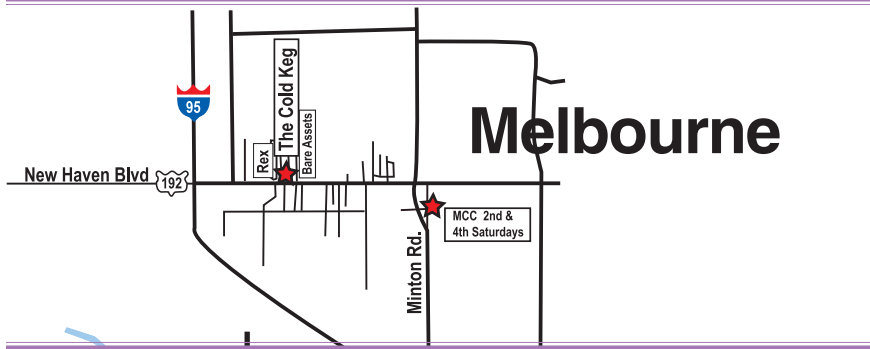 95
The Cold Keg
Rex
Bare Assets
Melbourne
New Haven Blvd
192
MCC 2nd &
4th Saturdays
Minton Rd.